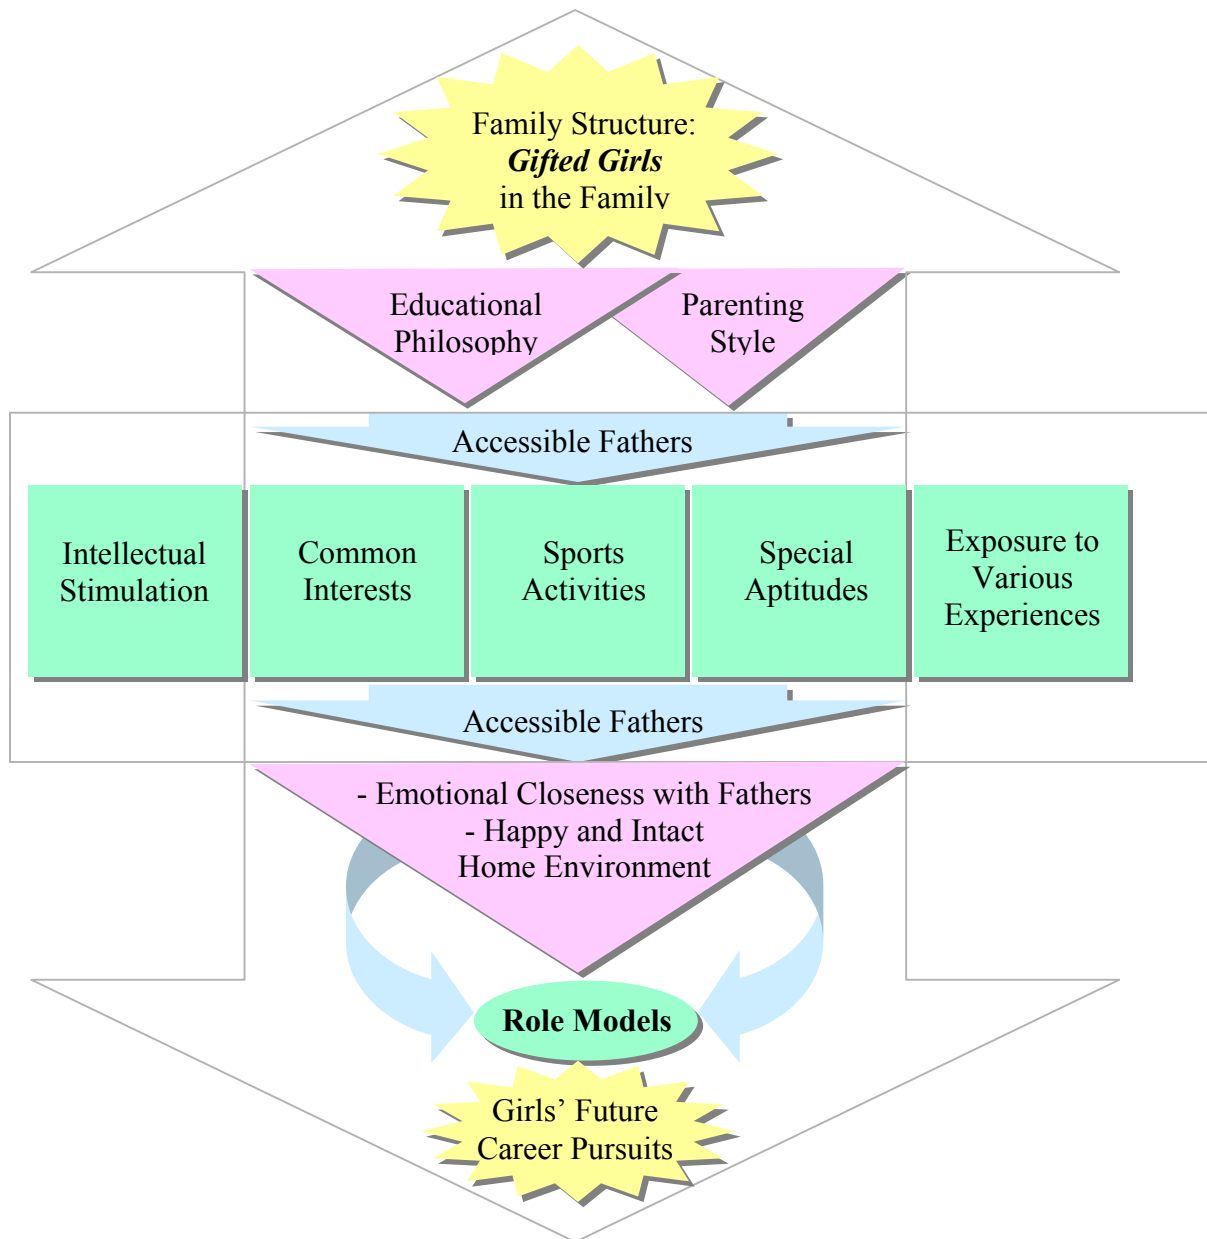 Family Structure:
Gifted Girls
in the Family
Educational
Philosophy
Parenting
Style
Accessible Fathers
Intellectual
Stimulation
Common
Interests
Sports
Activities
Special
Aptitudes
Exposure to
Various
Experiences
Accessible Fathers
- Emotional Closeness with Fathers
- Happy and Intact
Home Environment
Role Models
Girls’ Future
Career Pursuits